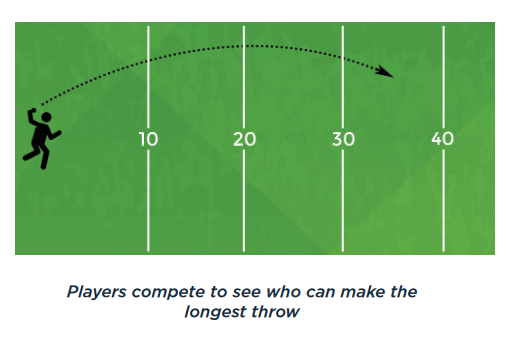 10 20 30 40
Players compete to see who can make the
longest throw